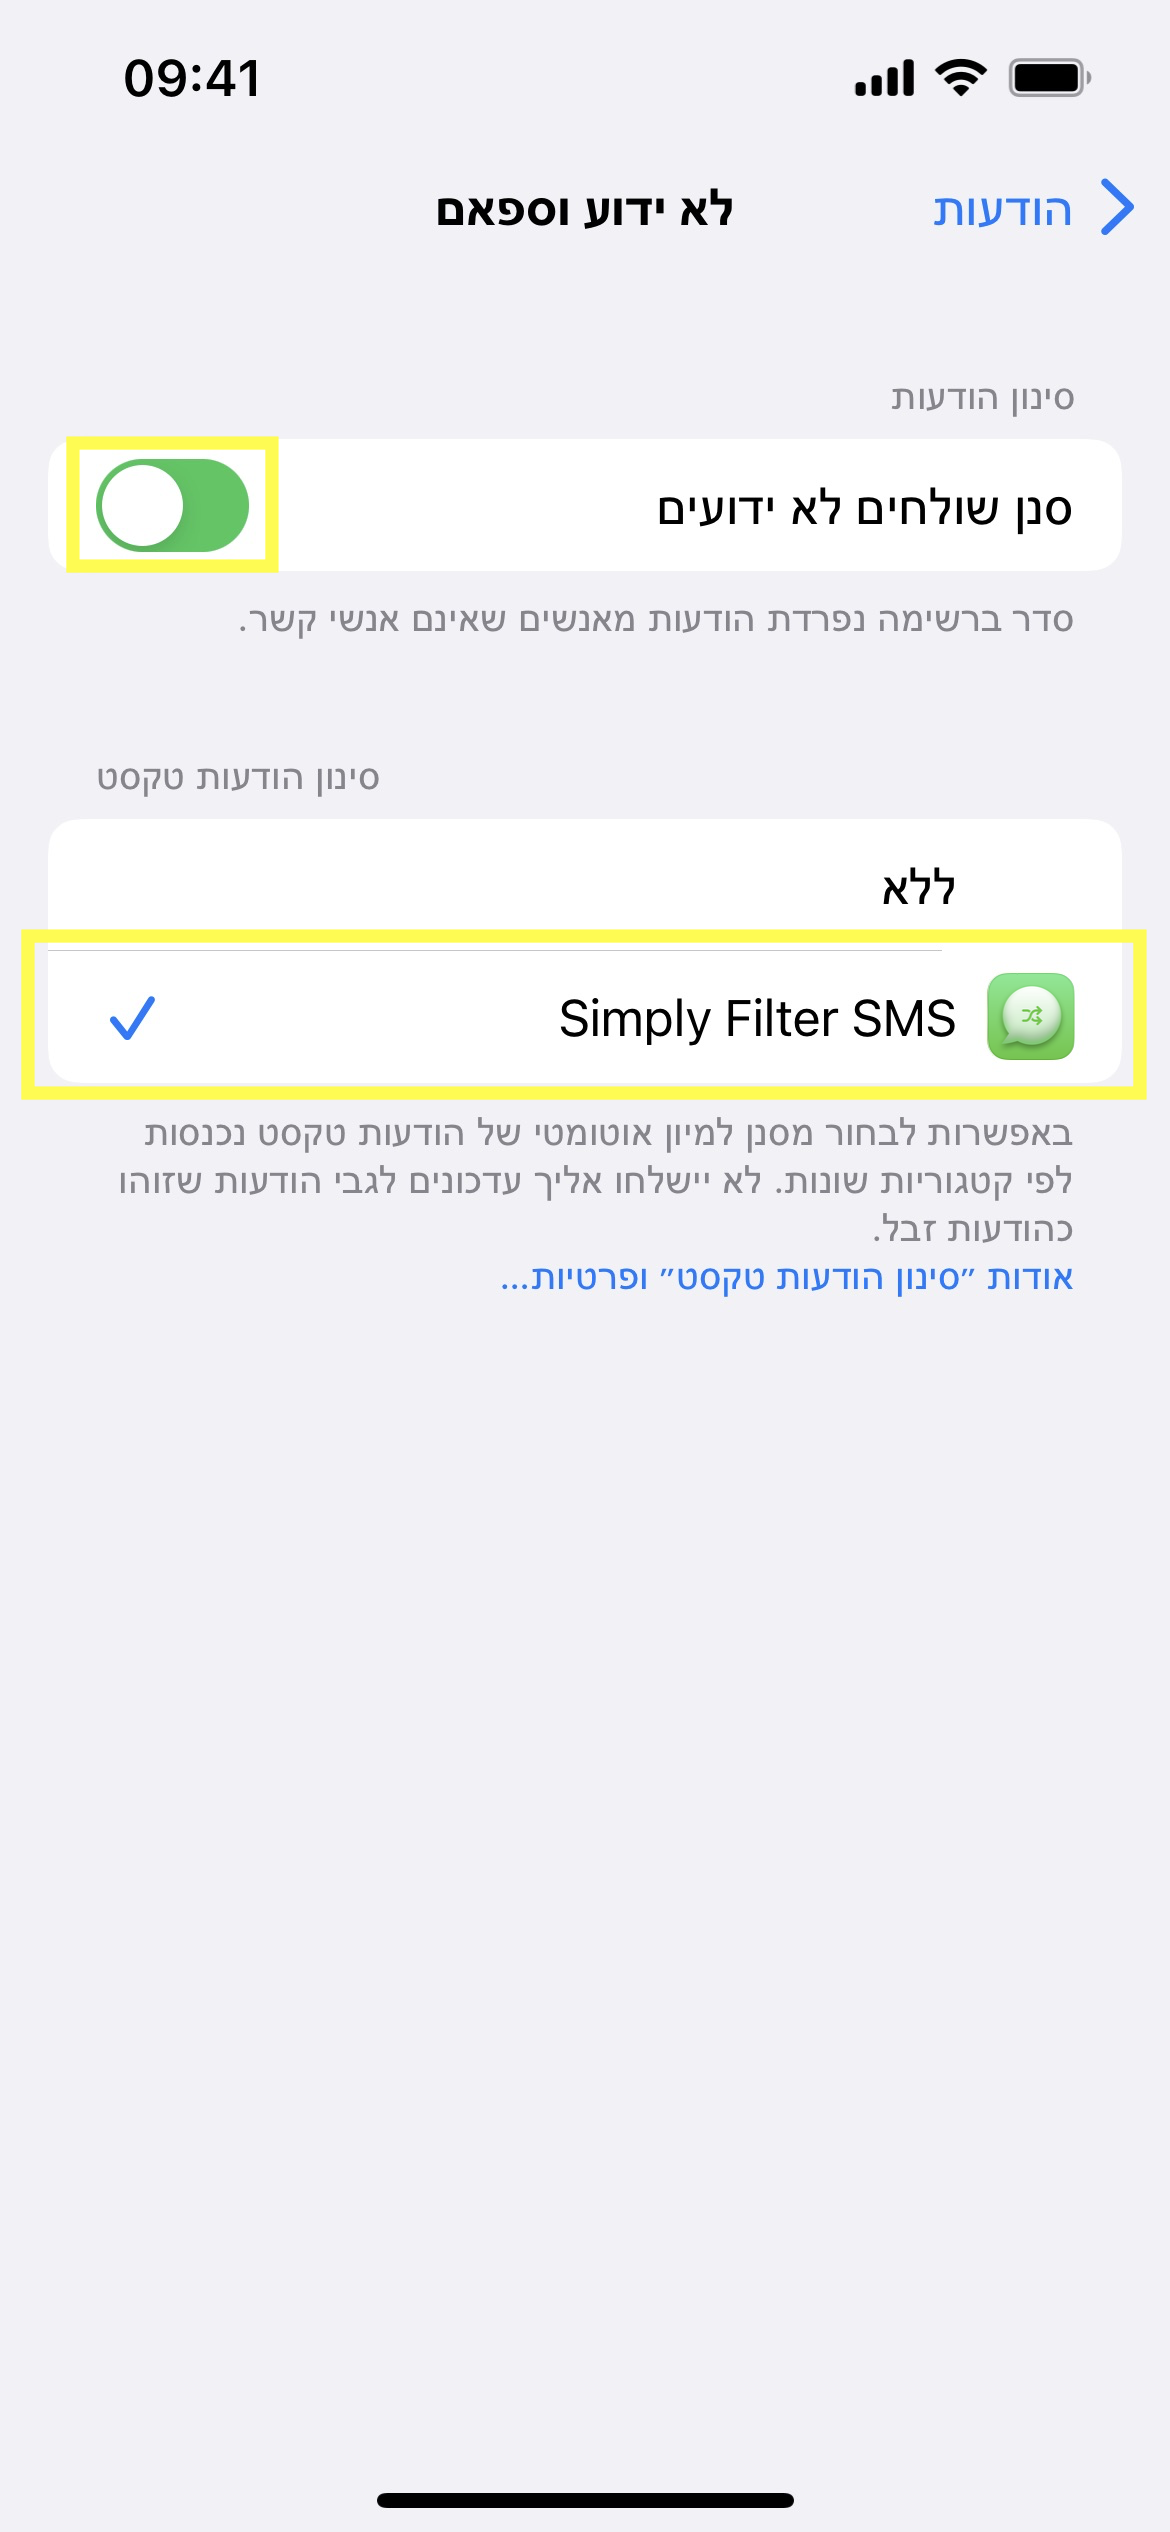 09:41
הודעות
לא ידוע וספאם
סינון הודעות
סנן שולחים לא ידועים
סדר ברשימה נפרדת הודעות מאנשים שאינם אנשי קשר.
סינון הודעות טקסט
ללא
Simply Filter SMS
באפשרות לבחור מסנן למיון אוטומטי של הודעות טקסט נכנסות
לפי קטגוריות שונות. לא יישלחו אליך עדכונים לגבי הודעות שזוהו
כהודעות זבל.
אודות ״סינון הודעות טקסט״ ופרטיות...